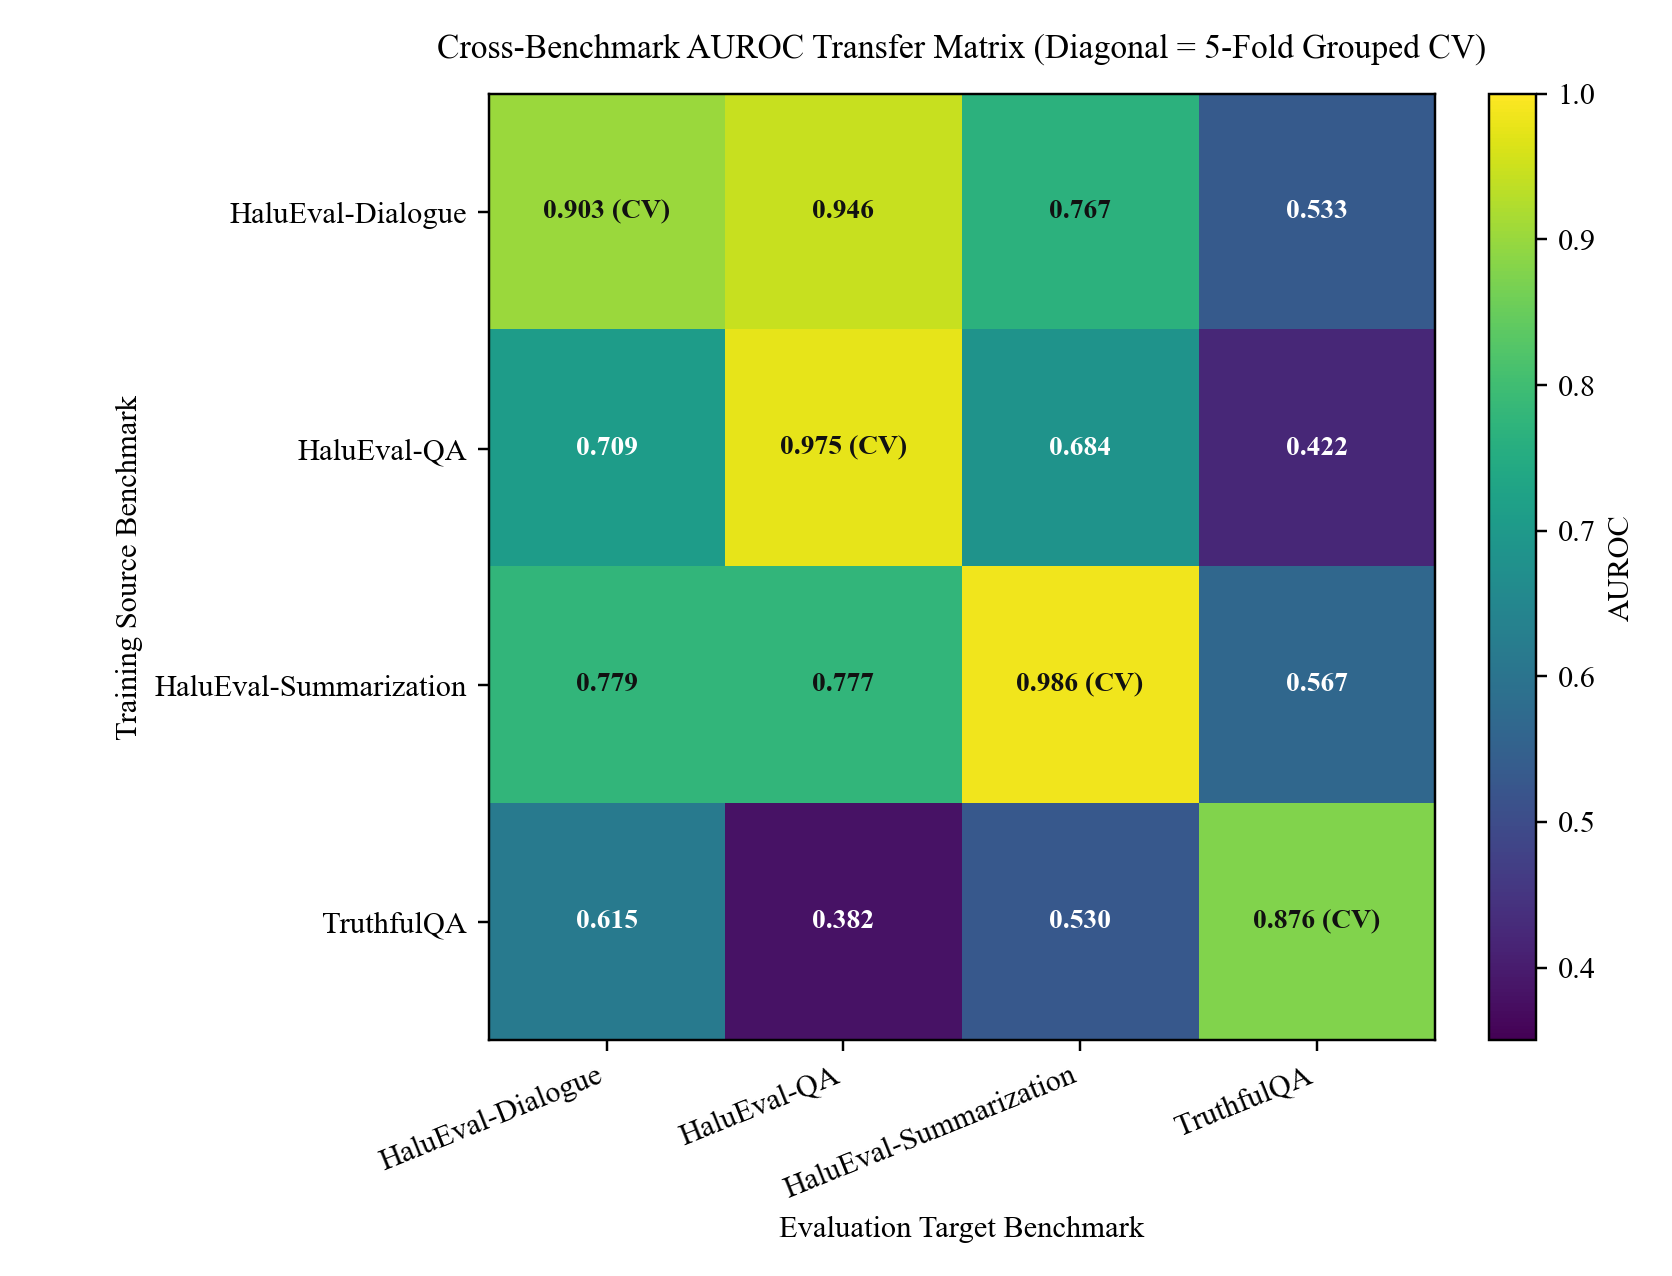 Cross-Benchmark AUROC Transfer Matrix (Diagonal = 5-Fold Grouped CV)
Training Source Benchmark
HaluEval-Dialogue
0.903 (CV) 0.946 0.767 0.533
HaluEval-QA
0.709 0.975 (CV) 0.684 0.422
HaluEval-Summarization
0.779 0.777 0.986 (CV) 0.567
TruthfulQA
0.615 0.382 0.530 0.876 (CV)
HaluEval-Dialogue
HaluEval-QA
HaluEval-Summarization
TruthfulQA
Evaluation Target Benchmark
1.0
0.9
0.8
0.7
0.6
0.5
0.4
AUROC